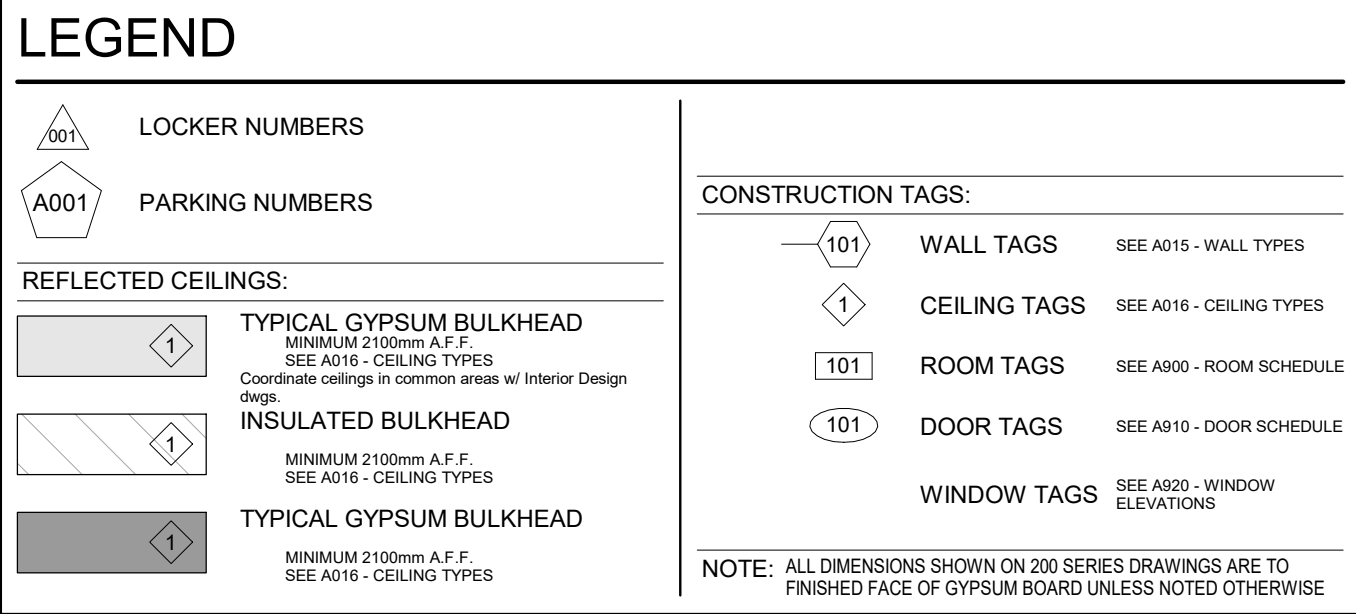 LEGEND
001
LOCKER NUMBERS
A001
PARKING NUMBERS
REFLECTED CEILINGS:
1
TYPICAL GYPSUM BULKHEAD
MINIMUM 2100mm A.F.F.
SEE A016 - CEILING TYPES
Coordinate ceilings in common areas w/ Interior Design
dwgs.
1
INSULATED BULKHEAD
MINIMUM 2100mm A.F.F.
SEE A016 - CEILING TYPES
1
TYPICAL GYPSUM BULKHEAD
MINIMUM 2100mm A.F.F.
SEE A016 - CEILING TYPES
CONSTRUCTION TAGS:
101 WALL TAGS SEE A015 - WALL TYPES
1 CEILING TAGS SEE A016 - CEILING TYPES
101 ROOM TAGS SEE A900 - ROOM SCHEDULE
101 DOOR TAGS SEE A910 - DOOR SCHEDULE
WINDOW TAGS SEE A920 - WINDOW
ELEVATIONS
NOTE: ALL DIMENSIONS SHOWN ON 200 SERIES DRAWINGS ARE TO
FINISHED FACE OF GYPSUM BOARD UNLESS NOTED OTHERWISE